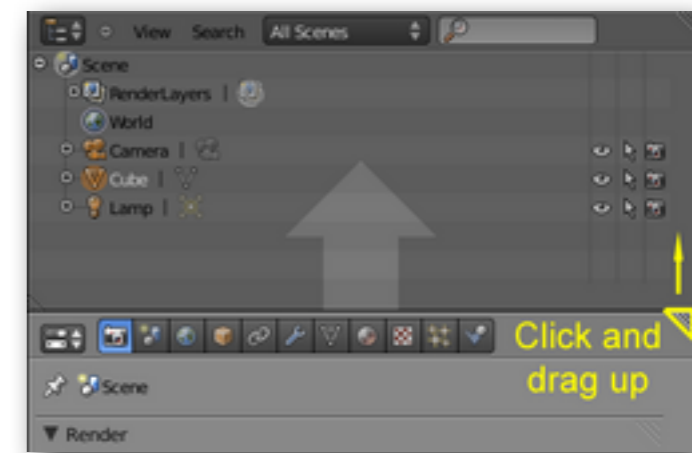 View Search All Scenes
Scene
RenderLayers
World
Camera
Cube
Lamp
Click and
drag up
Scene
Render